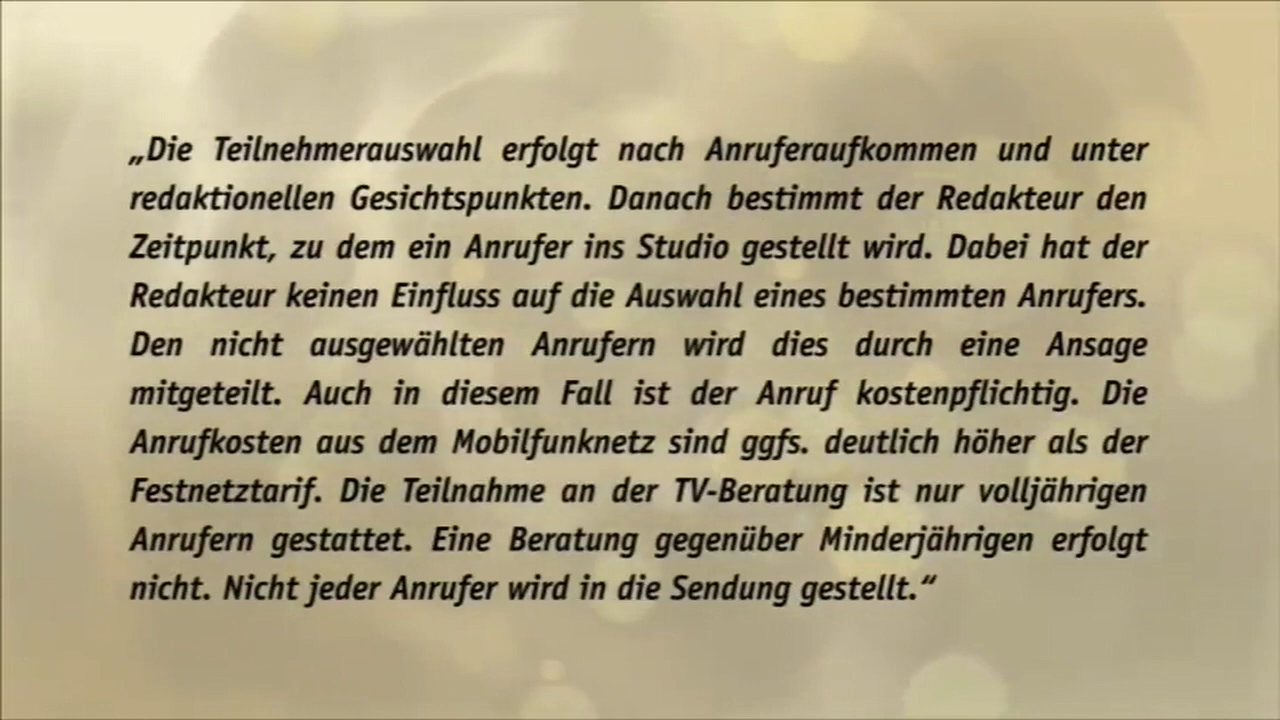 „Die Teilnehmerauswahl erfolgt nach Anruferaufkommen und unter
redaktionellen Gesichtspunkten. Danach bestimmt der Redakteur den
Zeitpunkt, zu dem ein Anrufer ins Studio gestellt wird. Dabei hat der
Redakteur keinen Einfluss auf die Auswahl eines bestimmten Anrufers.
Den nicht ausgewählten Anrufern wird dies durch eine Ansage
mitgeteilt. Auch in diesem Fall ist der Anruf kostenpflichtig. Die
Anrufkosten aus dem Mobilfunknetz sind ggfs. deutlich höher als der
Festnetztarif. Die Teilnahme an der TV-Beratung ist nur volljährigen
Anrufern gestattet. Eine Beratung gegenüber Minderjährigen erfolgt
nicht. Nicht jeder Anrufer wird in die Sendung gestellt.“